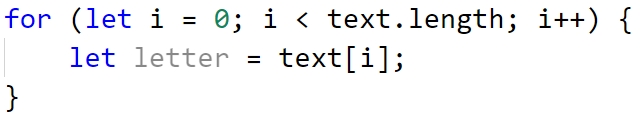 for (let i = 0; i < text.length; i++) {
    let letter = text[i];
}